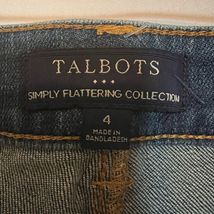 TALBOTS
SIMPLY FLATTERING COLLECTION
4
MADE IN
BANGLADESH